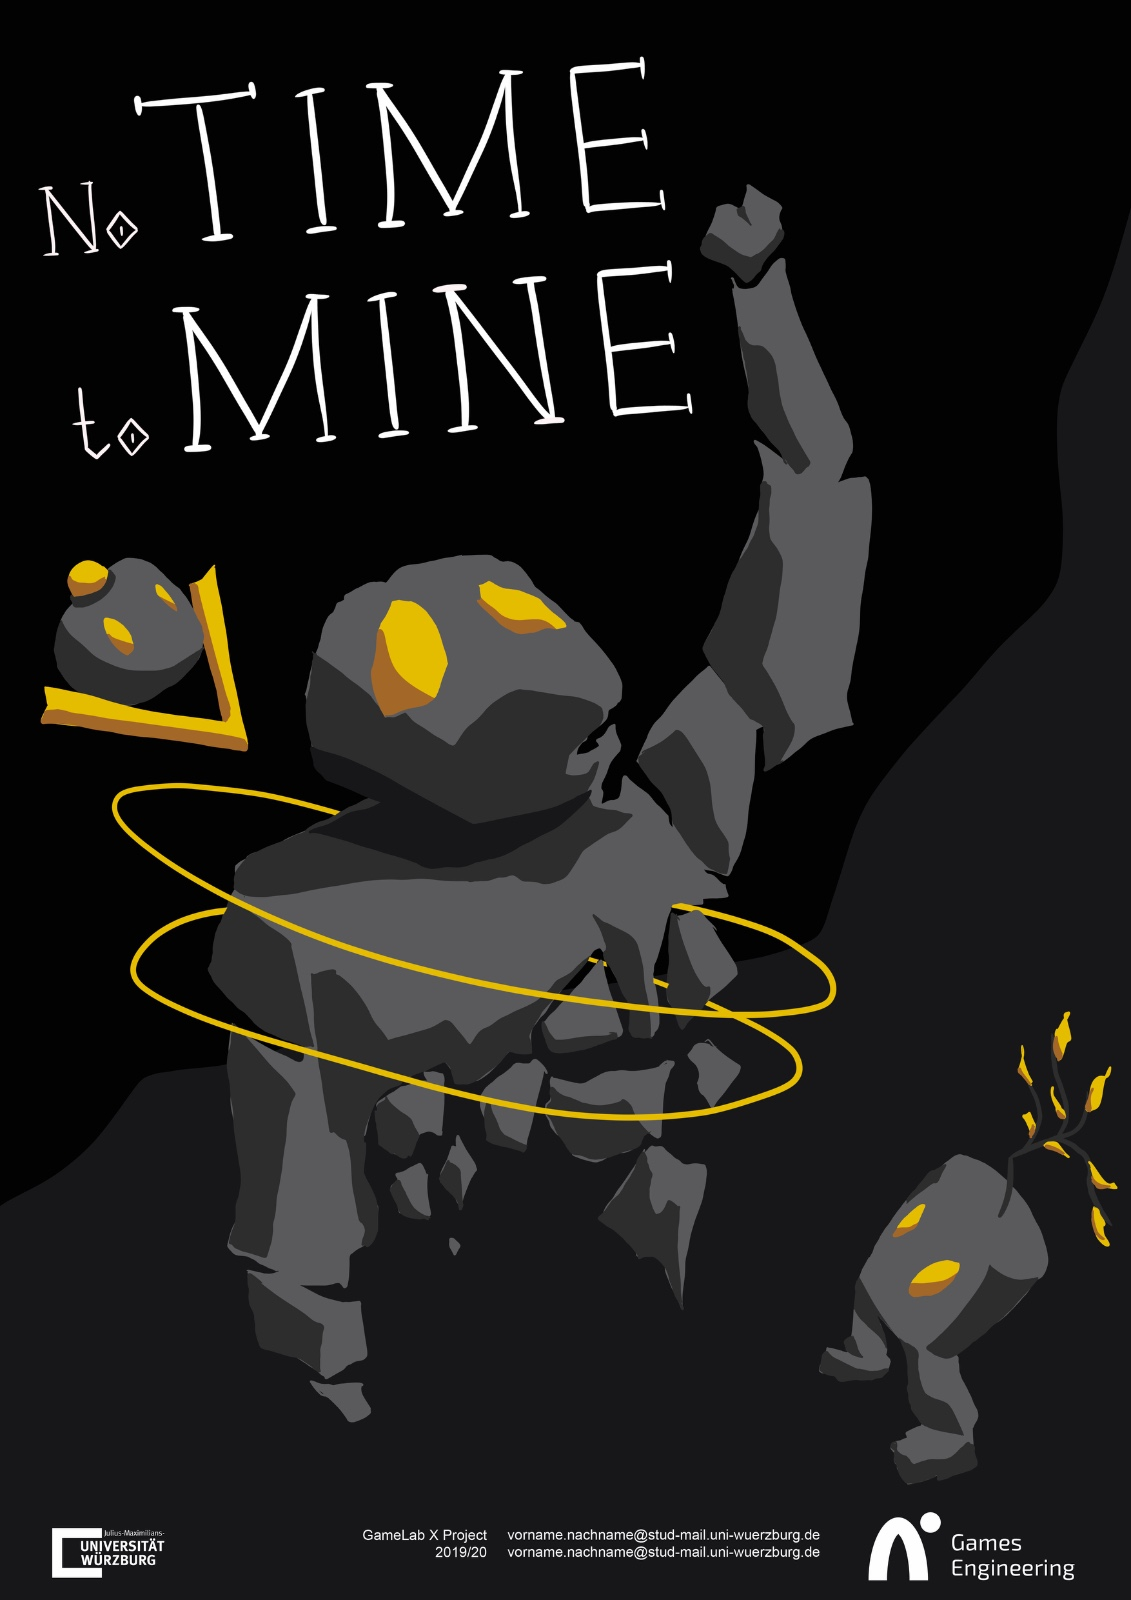 No TIME
to MINE
Julius-Maximilians-
UNIVERSITÄT
WÜRZBURG
GameLab X Project
2019/20
vorname.nachname@stud-mail.uni-wuerzburg.de
vorname.nachname@stud-mail.uni-wuerzburg.de
Games
Engineering